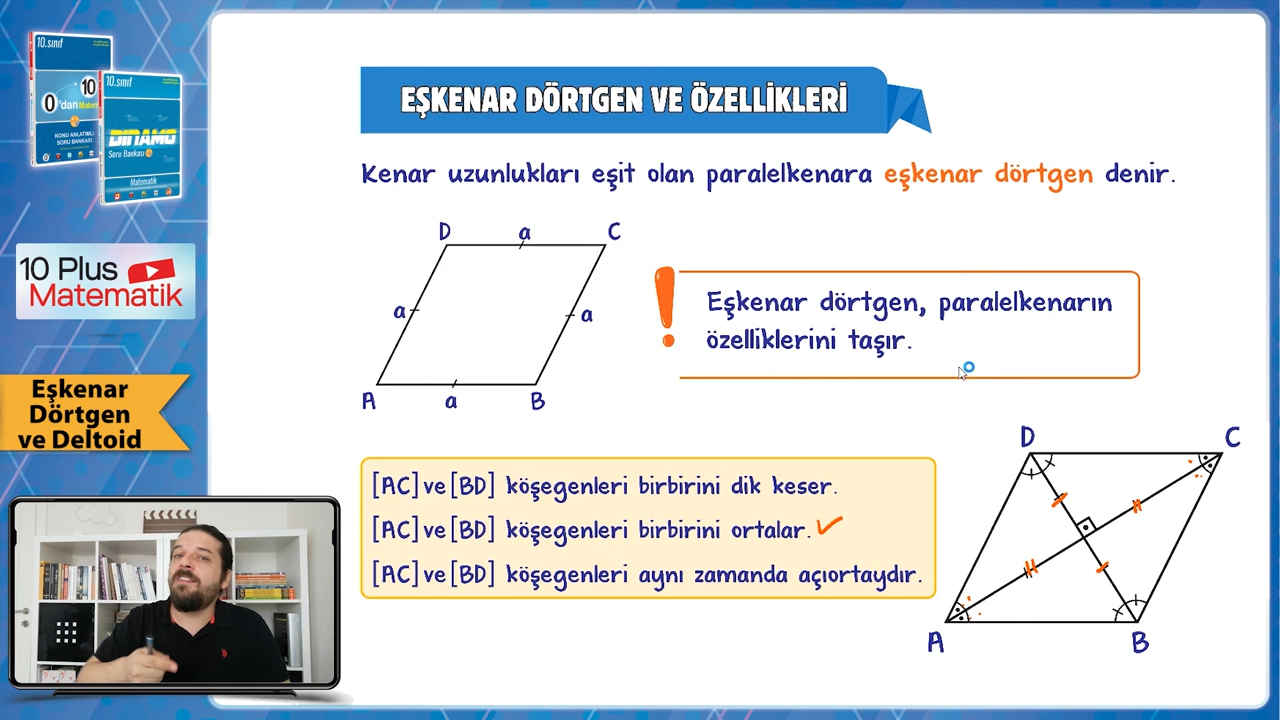 10.sınıf
0'dan 10
KONU ANLATIMLI
SORU BANKASI
10.sınıf
DINAMO
Soru Bankası
Matematik
10 Plus
Matematik
Eşkenar
Dörtgen
ve Deltoid
EŞKENAR DÖRTGEN VE ÖZELLİKLERİ
Kenar uzunlukları eşit olan paralelkenara eşkenar dörtgen denir.
D a C
a a
A a B
! Eşkenar dörtgen, paralelkenarın
özelliklerini taşır.
[AC] ve [BD] köşegenleri birbirini dik keser.
[AC] ve [BD] köşegenleri birbirini ortalar. ✓
[AC] ve [BD] köşegenleri aynı zamanda açıortaydır.
D C
A B